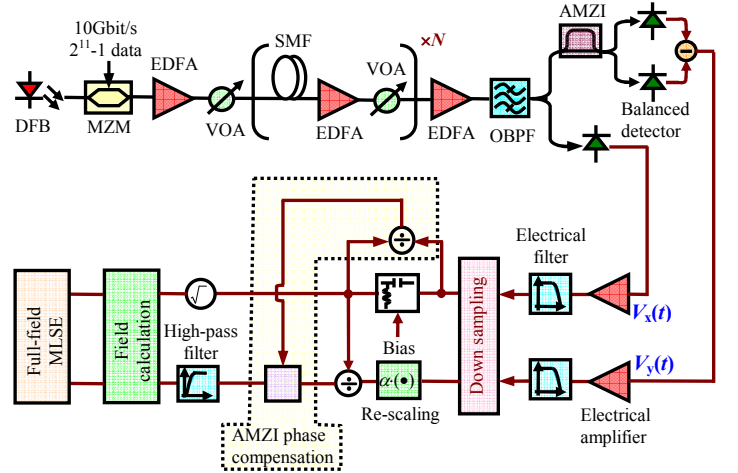 10Gbit/s
2¹¹-1 data
DFB
MZM
EDFA
VOA
SMF
EDFA
VOA
×N
EDFA
OBPF
AMZI
Balanced
detector
Full-field
MLSE
Field
calculation
√
High-pass
filter
÷
Bias
÷
α·(•)
Re-scaling
AMZI phase
compensation
Down sampling
Electrical
filter
Vx(t)
Vy(t)
Electrical
amplifier